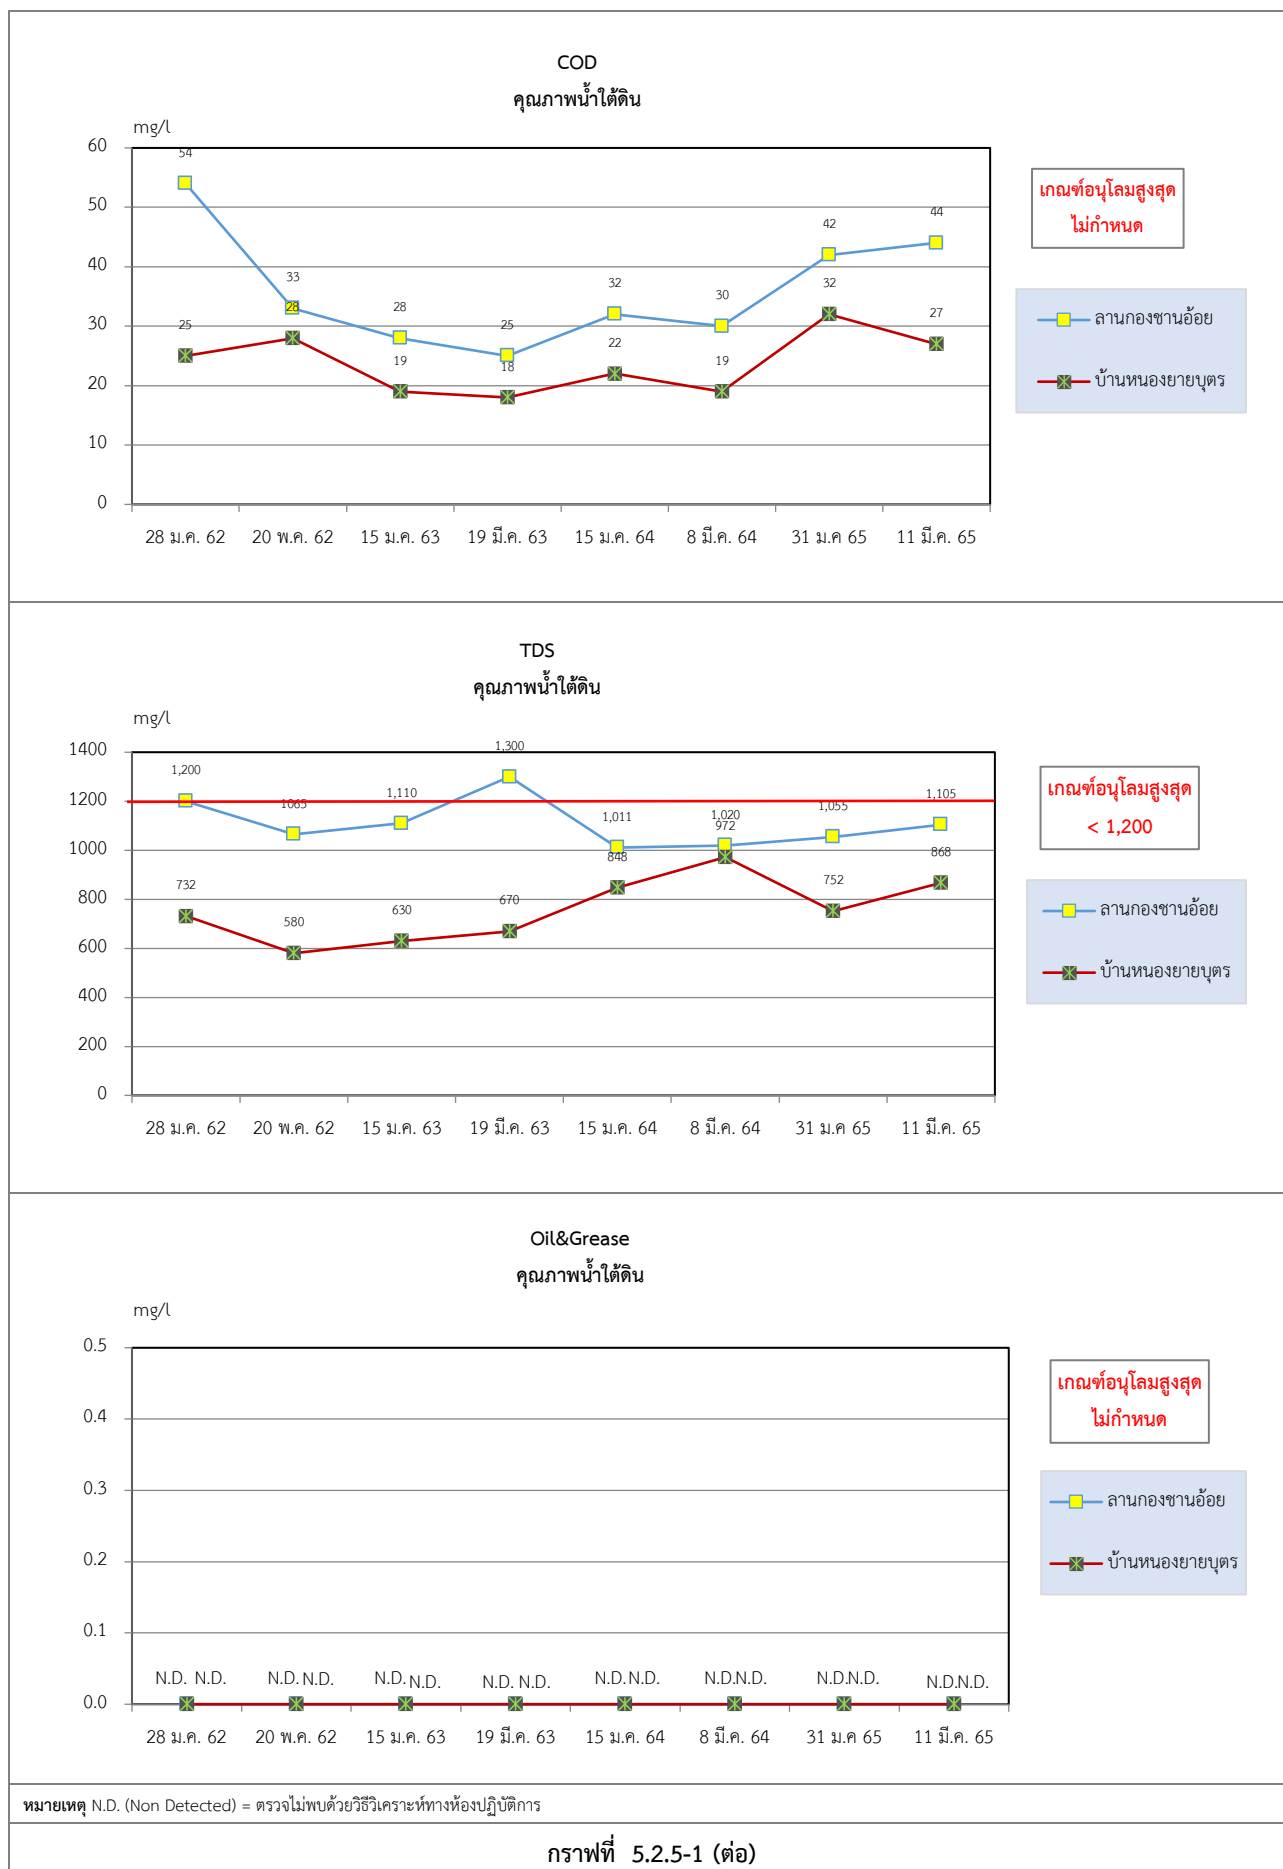 COD
คุณภาพน้ำใต้ดิน
mg/l
60
50
40
30
20
10
0
54
33
28
25
32
30
42
44
25
28
19
18
22
19
32
27
28 ม.ค. 62
20 พ.ค. 62
15 ม.ค. 63
19 มี.ค. 63
15 ม.ค. 64
8 มี.ค. 64
31 ม.ค 65
11 มี.ค. 65
เกณฑ์อนุโลมสูงสุด
ไม่กำหนด
ลานกองชานอ้อย
บ้านหนองยายบุตร
TDS
คุณภาพน้ำใต้ดิน
mg/l
1400
1200
1000
800
600
400
200
0
1,200
1065
1,110
1,300
1,011
1,020
1,055
1,105
732
580
630
670
848
972
752
868
28 ม.ค. 62
20 พ.ค. 62
15 ม.ค. 63
19 มี.ค. 63
15 ม.ค. 64
8 มี.ค. 64
31 ม.ค 65
11 มี.ค. 65
เกณฑ์อนุโลมสูงสุด
< 1,200
ลานกองชานอ้อย
บ้านหนองยายบุตร
Oil&Grease
คุณภาพน้ำใต้ดิน
mg/l
0.5
0.4
0.3
0.2
0.1
0.0
N.D. N.D.
N.D. N.D.
N.D. N.D.
N.D. N.D.
N.D. N.D.
N.D. N.D.
N.D. N.D.
N.D. N.D.
28 ม.ค. 62
20 พ.ค. 62
15 ม.ค. 63
19 มี.ค. 63
15 ม.ค. 64
8 มี.ค. 64
31 ม.ค 65
11 มี.ค. 65
เกณฑ์อนุโลมสูงสุด
ไม่กำหนด
ลานกองชานอ้อย
บ้านหนองยายบุตร
หมายเหตุ N.D. (Non Detected) = ตรวจไม่พบด้วยวิธีวิเคราะห์ทางห้องปฏิบัติการ
กราฟที่ 5.2.5-1 (ต่อ)